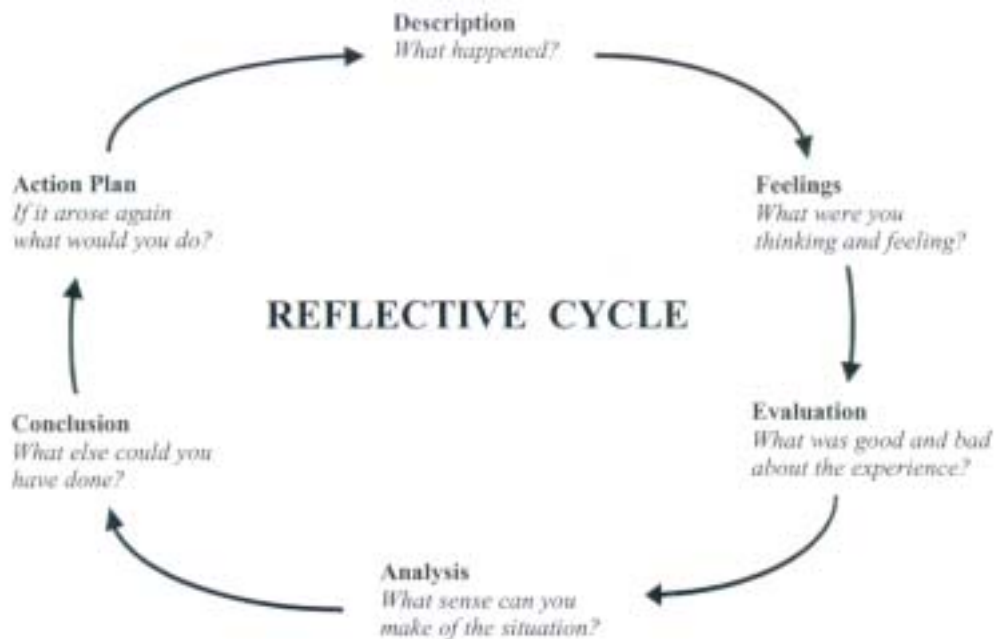 Description
What happened?
Feelings
What were you
thinking and feeling?
Evaluation
What was good and bad
about the experience?
Analysis
What sense can you
make of the situation?
Conclusion
What else could you
have done?
Action Plan
If it arose again
what would you do?
REFLECTIVE CYCLE